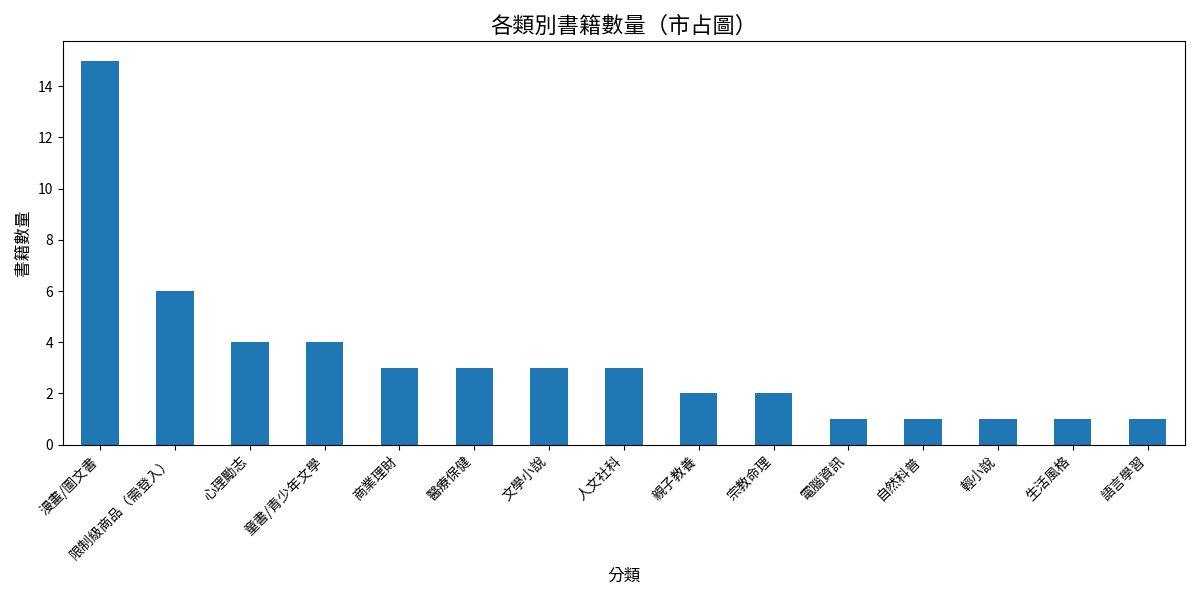 各類別書籍數量（市占圖）
書籍數量
14
12
10
8
6
4
2
0
漫畫/圖文書
限制級商品（需登入）
心理勵志
童書/青少年文學
商業理財
醫療保健
文學小說
人文社科
親子教養
宗教命理
電腦資訊
自然科普
輕小說
生活風格
語言學習
分類